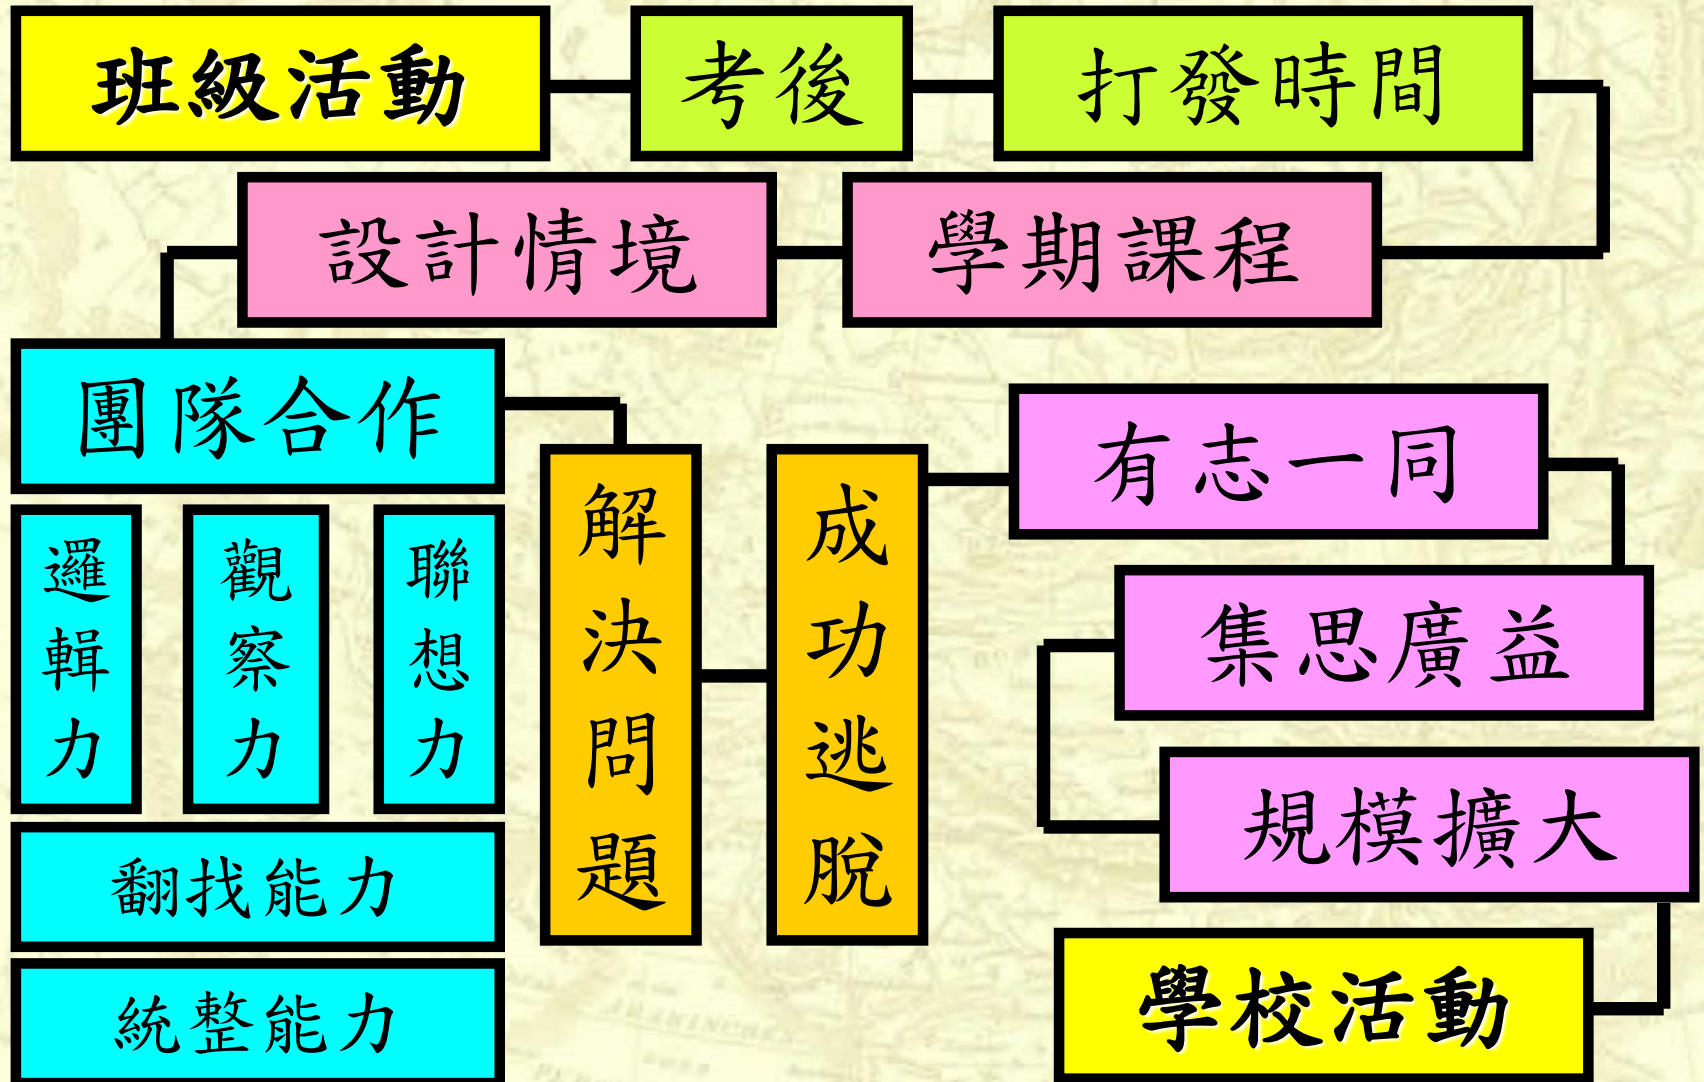 班級活動
考後
打發時間
學期課程
設計情境
團隊合作
邏輯力
觀察力
聯想力
翻找能力
統整能力
解決問題
成功逃脫
有志一同
集思廣益
規模擴大
學校活動